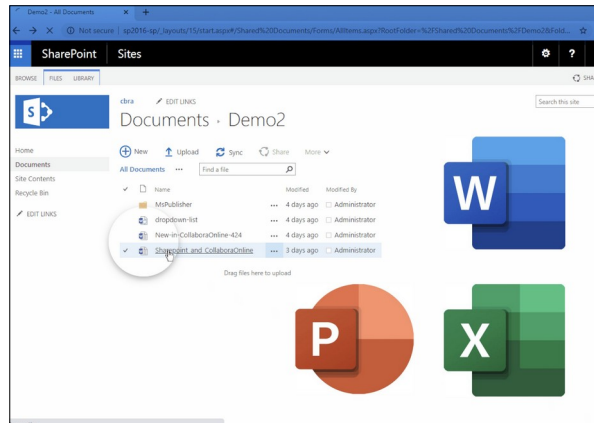 Demo2 - All Documents
Not secure | sp2016-sp/_layouts/15/start.aspx#/Shared%20Documents/Forms/AllItems.aspx?RootFolder=%2FShared%20Documents%2FDemo2&Fold...
SharePoint Sites ?
BROWSE FILES LIBRARY SHA
S
cbra EDIT LINKS Search this site
Documents · Demo2
New Upload Sync Share More
All Documents ... Find a file
Name Modified Modified By
MsPublisher ... 4 days ago Administrator
dropdown-list ... 4 days ago Administrator
New-in-CollaboraOnline-424 ... 4 days ago Administrator
Sharepoint_and_CollaboraOnline ... 3 days ago Administrator
Drag files here to upload
Home
Documents
Site Contents
Recycle Bin
EDIT LINKS
W
P
X